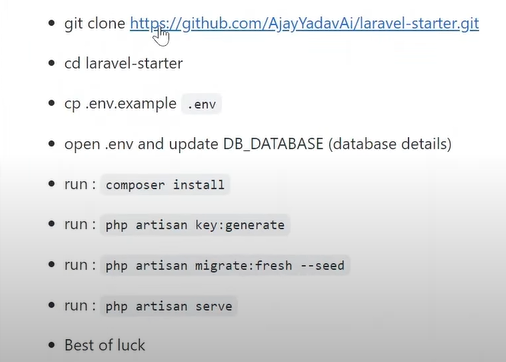 git clone https://github.com/AjayYadavAi/laravel-starter.git
cd laravel-starter
cp .env.example .env
open .env and update DB_DATABASE (database details)
run : composer install
run : php artisan key:generate
run : php artisan migrate:fresh --seed
run : php artisan serve
Best of luck